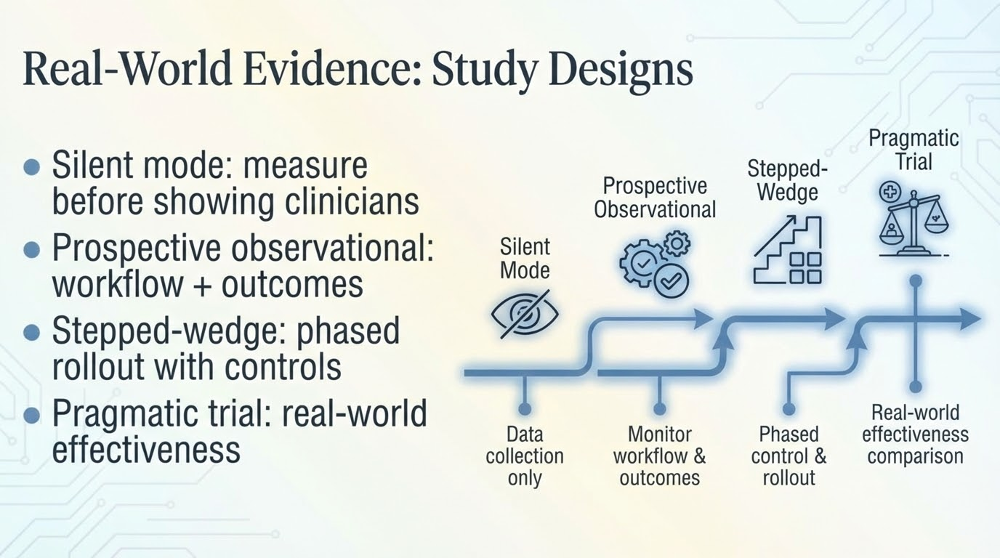 Real-World Evidence: Study Designs
Silent mode: measure
before showing clinicians
Prospective observational:
workflow + outcomes
Stepped-wedge: phased
rollout with controls
Pragmatic trial: real-world
effectiveness
Silent
Mode
Prospective
Observational
Stepped-
Wedge
Pragmatic
Trial
Data
collection
only
Monitor
workflow &
outcomes
Phased
control &
rollout
Real-world
effectiveness
comparison